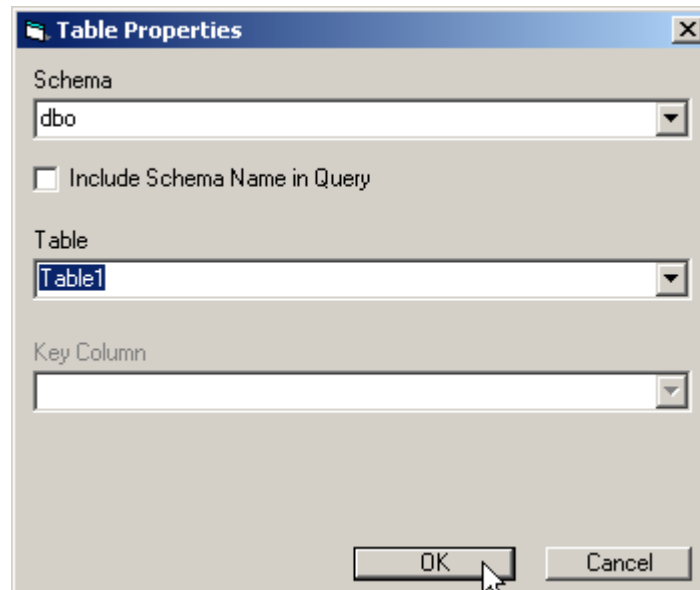 Table Properties
Schema
dbo
Include Schema Name in Query
Table
Table1
Key Column
OK Cancel